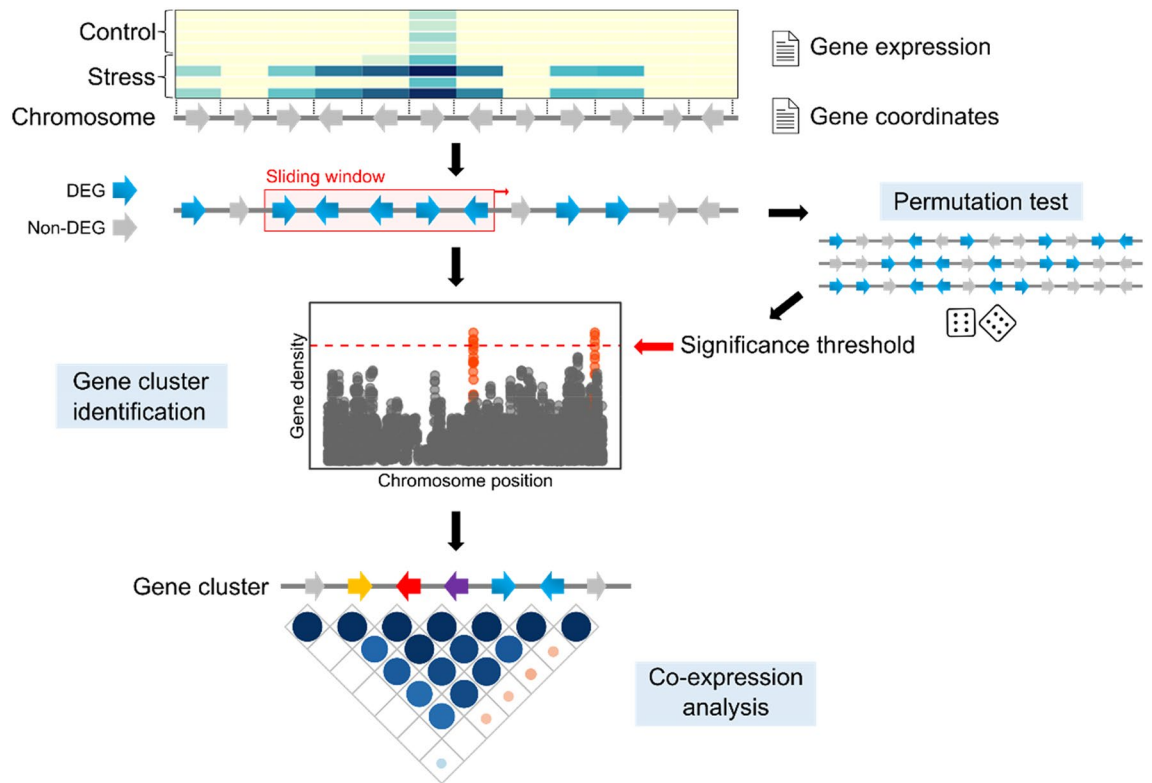 Control
Stress
Chromosome
Gene expression
Gene coordinates
DEG
Non-DEG
Sliding window
Permutation test
Significance threshold
Gene cluster
identification
Gene density
Chromosome position
Gene cluster
Co-expression
analysis